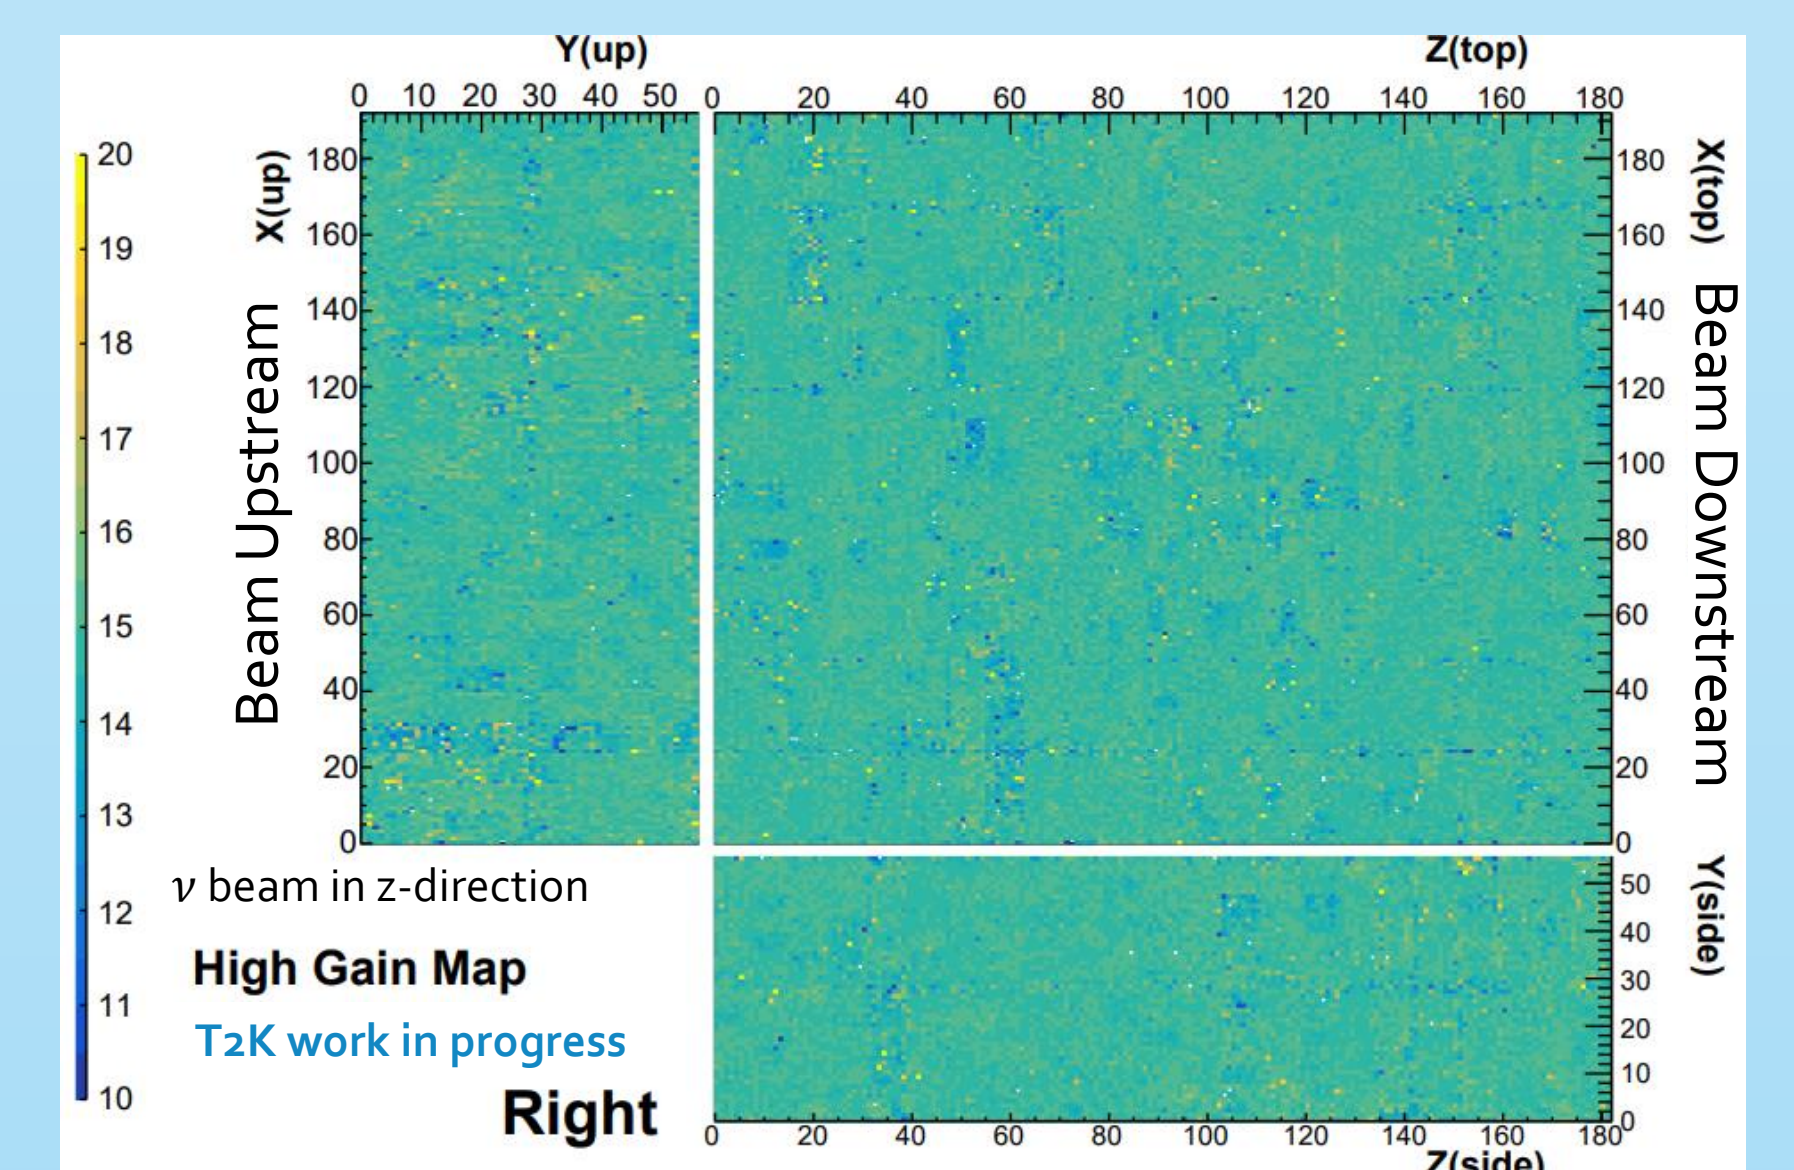 Y(up)
Z(top)
0 10 20 30 40 50
0 20 40 60 80 100 120 140 160 180
20
19
18
17
16
15
14
13
12
11
10
X(up)
Beam Upstream
180
160
140
120
100
80
60
40
20
0
180
160
140
120
100
80
60
40
20
0
X(top)
Beam Downstream
ν beam in z-direction
High Gain Map
T2K work in progress
Right
50
40
30
20
10
0
Y(side)
0 20 40 60 80 100 120 140 160 180
Z(side)